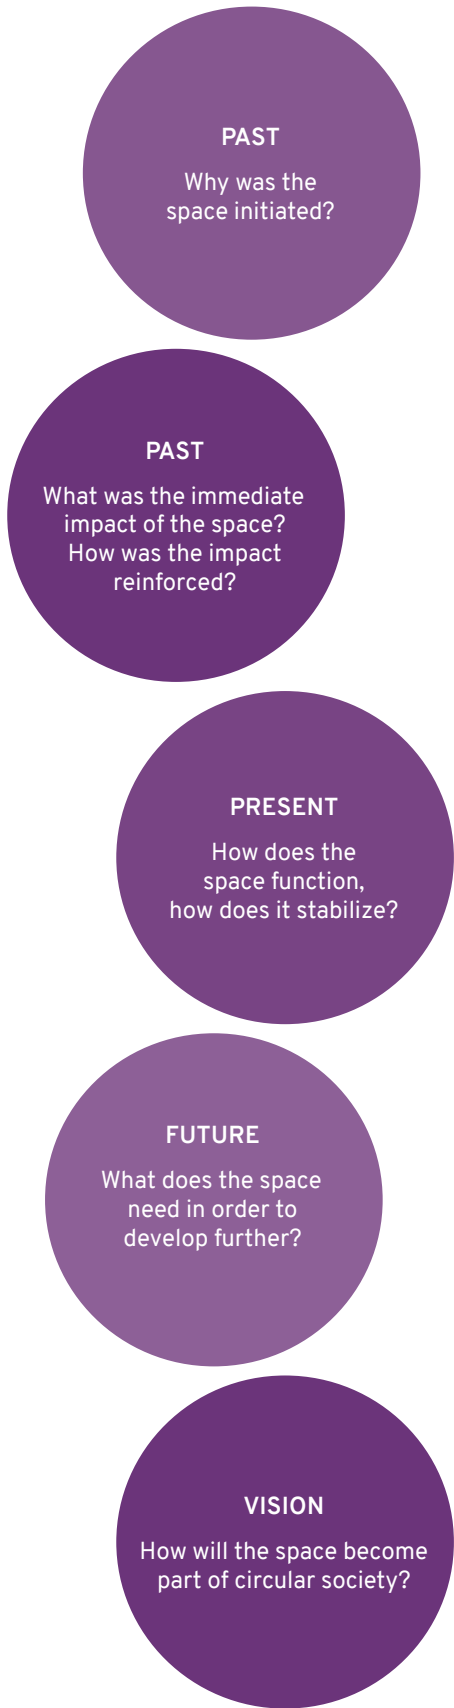 PAST
Why was the
space initiated?
PAST
What was the immediate
impact of the space?
How was the impact
reinforced?
PRESENT
How does the
space function,
how does it stabilize?
FUTURE
What does the space
need in order to
develop further?
VISION
How will the space become
part of circular society?